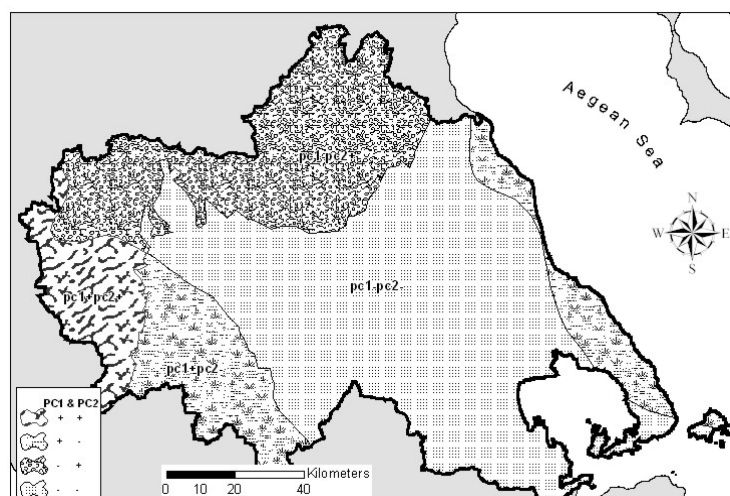 Aegean Sea
pc1-pc2+
N
W E
S
pc1-pc2-
pc1+pc2+
pc1+pc2-
PC1 & PC2
+ +
+ -
- +
- -
Kilometers
0 10 20 40